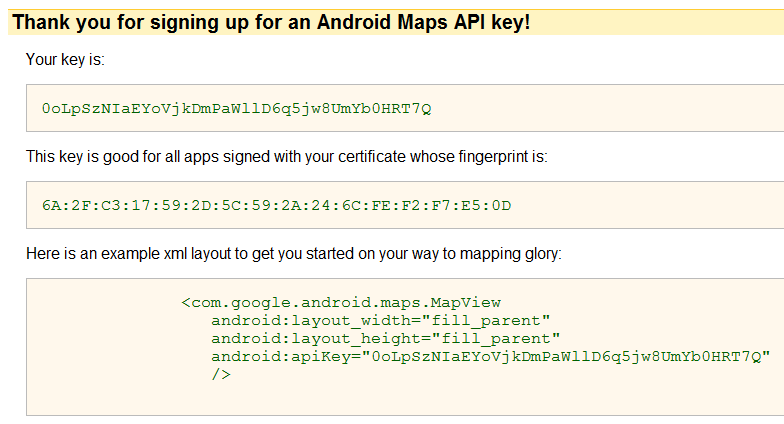 Thank you for signing up for an Android Maps API key!
Your key is:
0oLpSzNIaEYoVjkDmPaWllD6q5jw8UmYb0HRT7Q
This key is good for all apps signed with your certificate whose fingerprint is:
6A:2F:C3:17:59:2D:5C:59:2A:24:6C:FE:F2:F7:E5:0D
Here is an example xml layout to get you started on your way to mapping glory:
<com.google.android.maps.MapView
android:layout_width="fill_parent"
android:layout_height="fill_parent"
android:apiKey="0oLpSzNIaEYoVjkDmPaWllD6q5jw8UmYb0HRT7Q"
/>